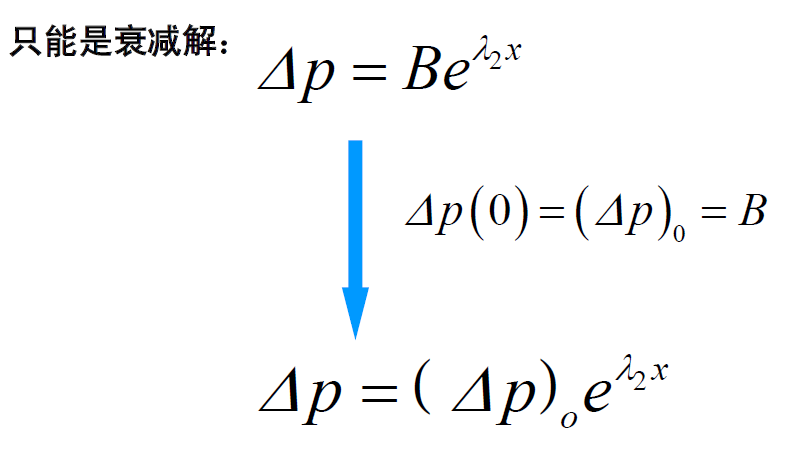 只能是衰减解：
Δp = Be^{λ₂x}
Δp(0) = (Δp)₀ = B
Δp = ( Δp)ₒe^{λ₂x}